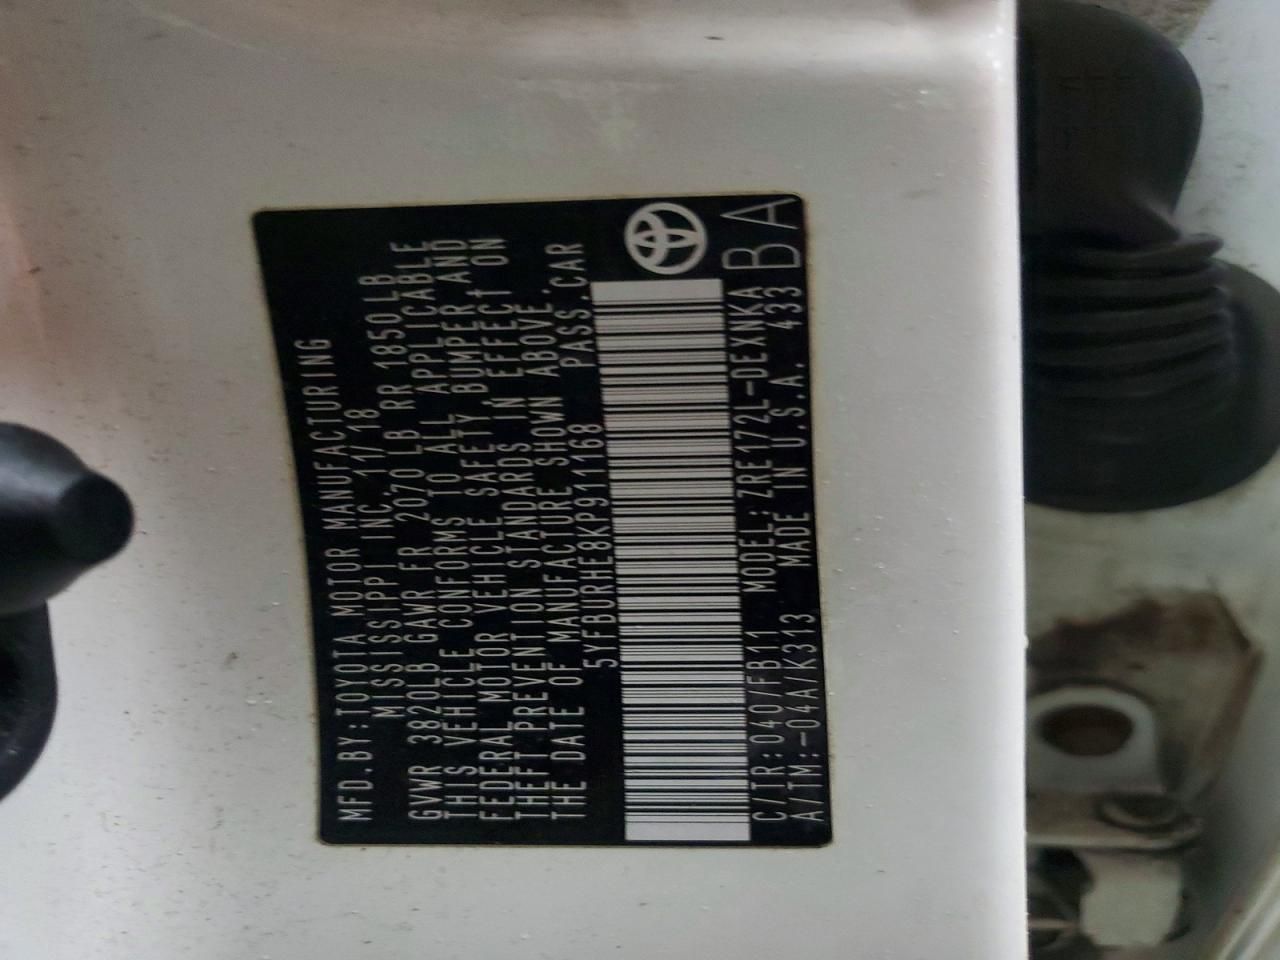 MFD.BY:TOYOTA MOTOR MANUFACTURING
MISSISSIPPI INC. 11/18
GVWR 3820LB GAWR FR 2070 LB RR 1850LB
THIS VEHICLE CONFORMS TO ALL APPLICABLE
FEDERAL MOTOR VEHICLE SAFETY,BUMPER,AND
THEFT PREVENTION STANDARDS IN EFFECT ON
THE DATE OF MANUFACTURE SHOWN ABOVE.
5YFBURHE8KP911168 PASS.CAR
C/TR:040/FB11 MODEL:ZRE172L-DEXNKA
A/TM:-04A/K313 MADE IN U.S.A. 433
BA